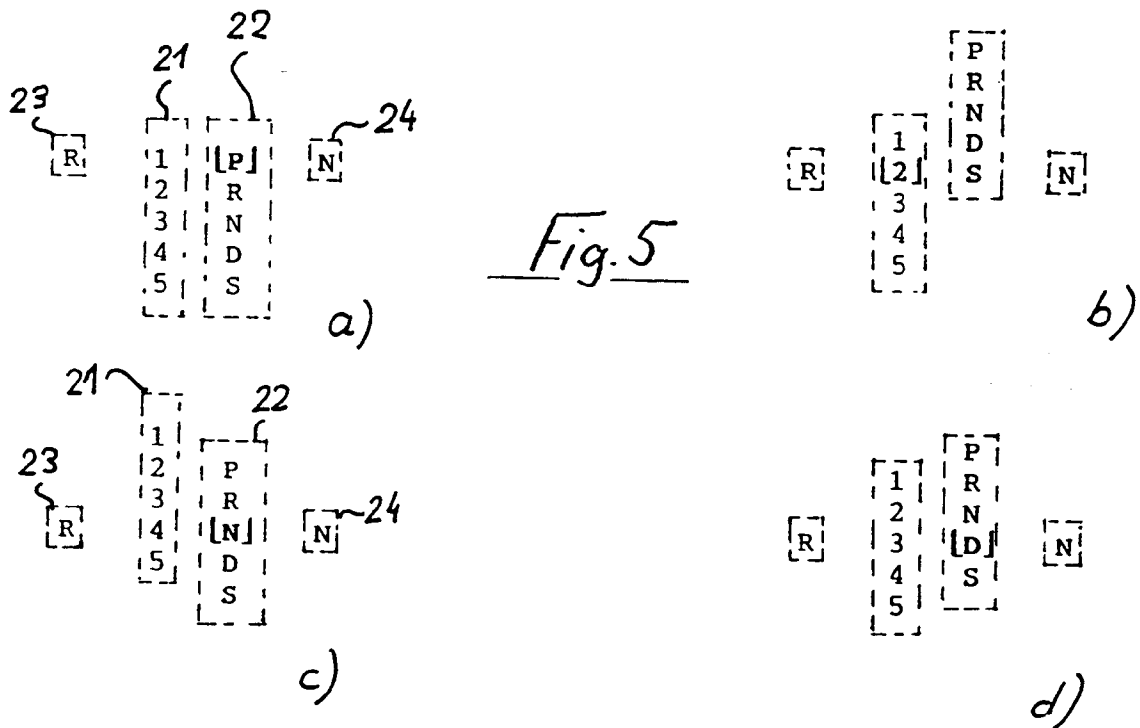 22
21
23
24
R 1 [P] N
2 R
3 N
4 D
5 S
a)
Fig. 5
P
R
N
1 D
R [2] S N
3
4
5
b)
21
22
23
24
1
2 P
3 R
R 4 [N] N
5 D
S
c)
P
1 R
2 N
R 3 [D] N
4 S
5
d)